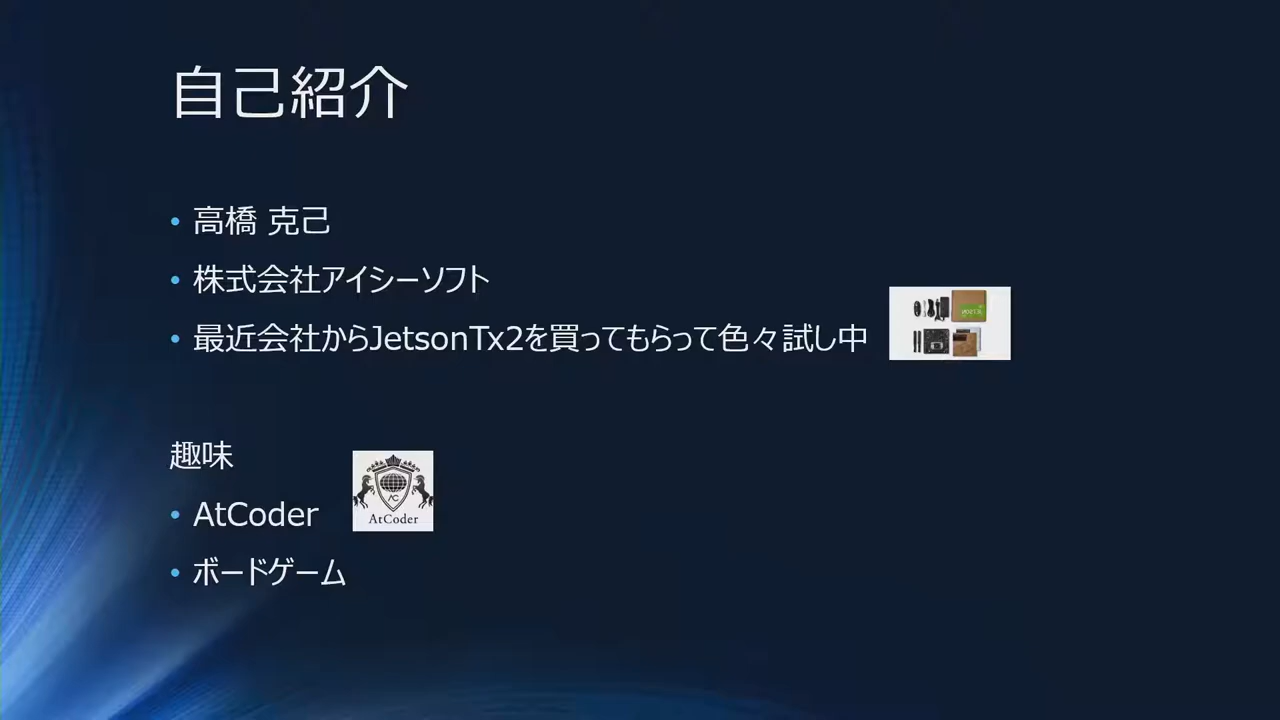 自己紹介
• 高橋 克己
• 株式会社アイシーソフト
• 最近会社からJetsonTx2を買ってもらって色々試し中
趣味
• AtCoder
AtCoder
• ボードゲーム